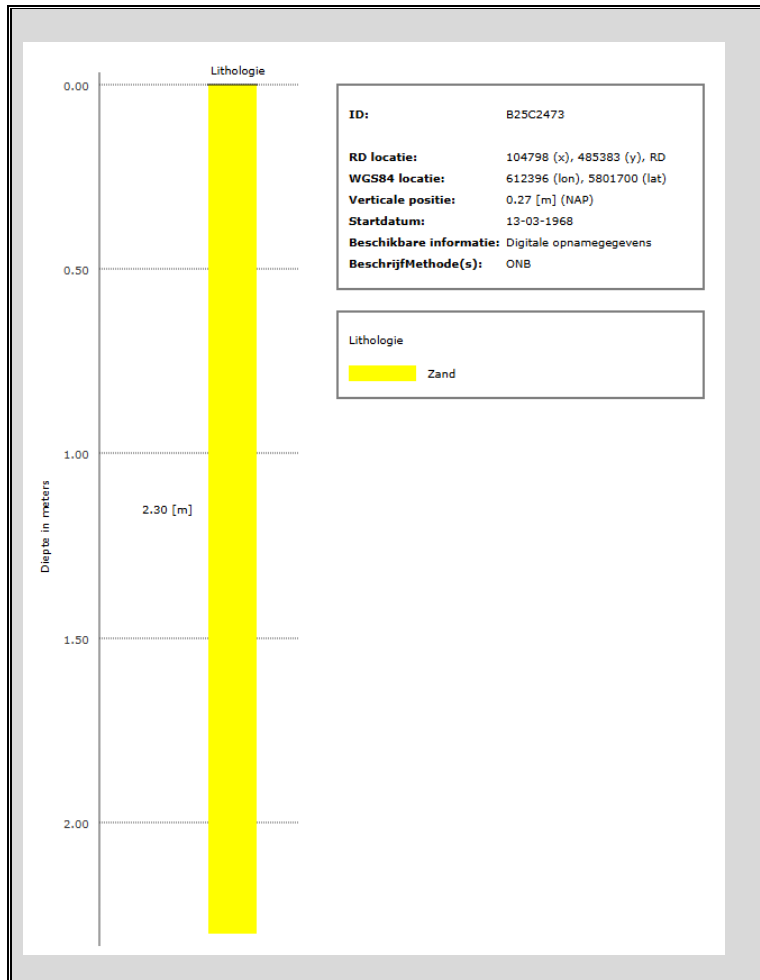 Lithologie
0.00
0.50
1.00
1.50
2.00
Diepte in meters
2.30 [m]
ID: B25C2473
RD locatie: 104798 (x), 485383 (y), RD
WGS84 locatie: 612396 (lon), 5801700 (lat)
Verticale positie: 0.27 [m] (NAP)
Startdatum: 13-03-1968
Beschikbare informatie: Digitale opnamegegevens
BeschrijfMethode(s): ONB
Lithologie
Zand